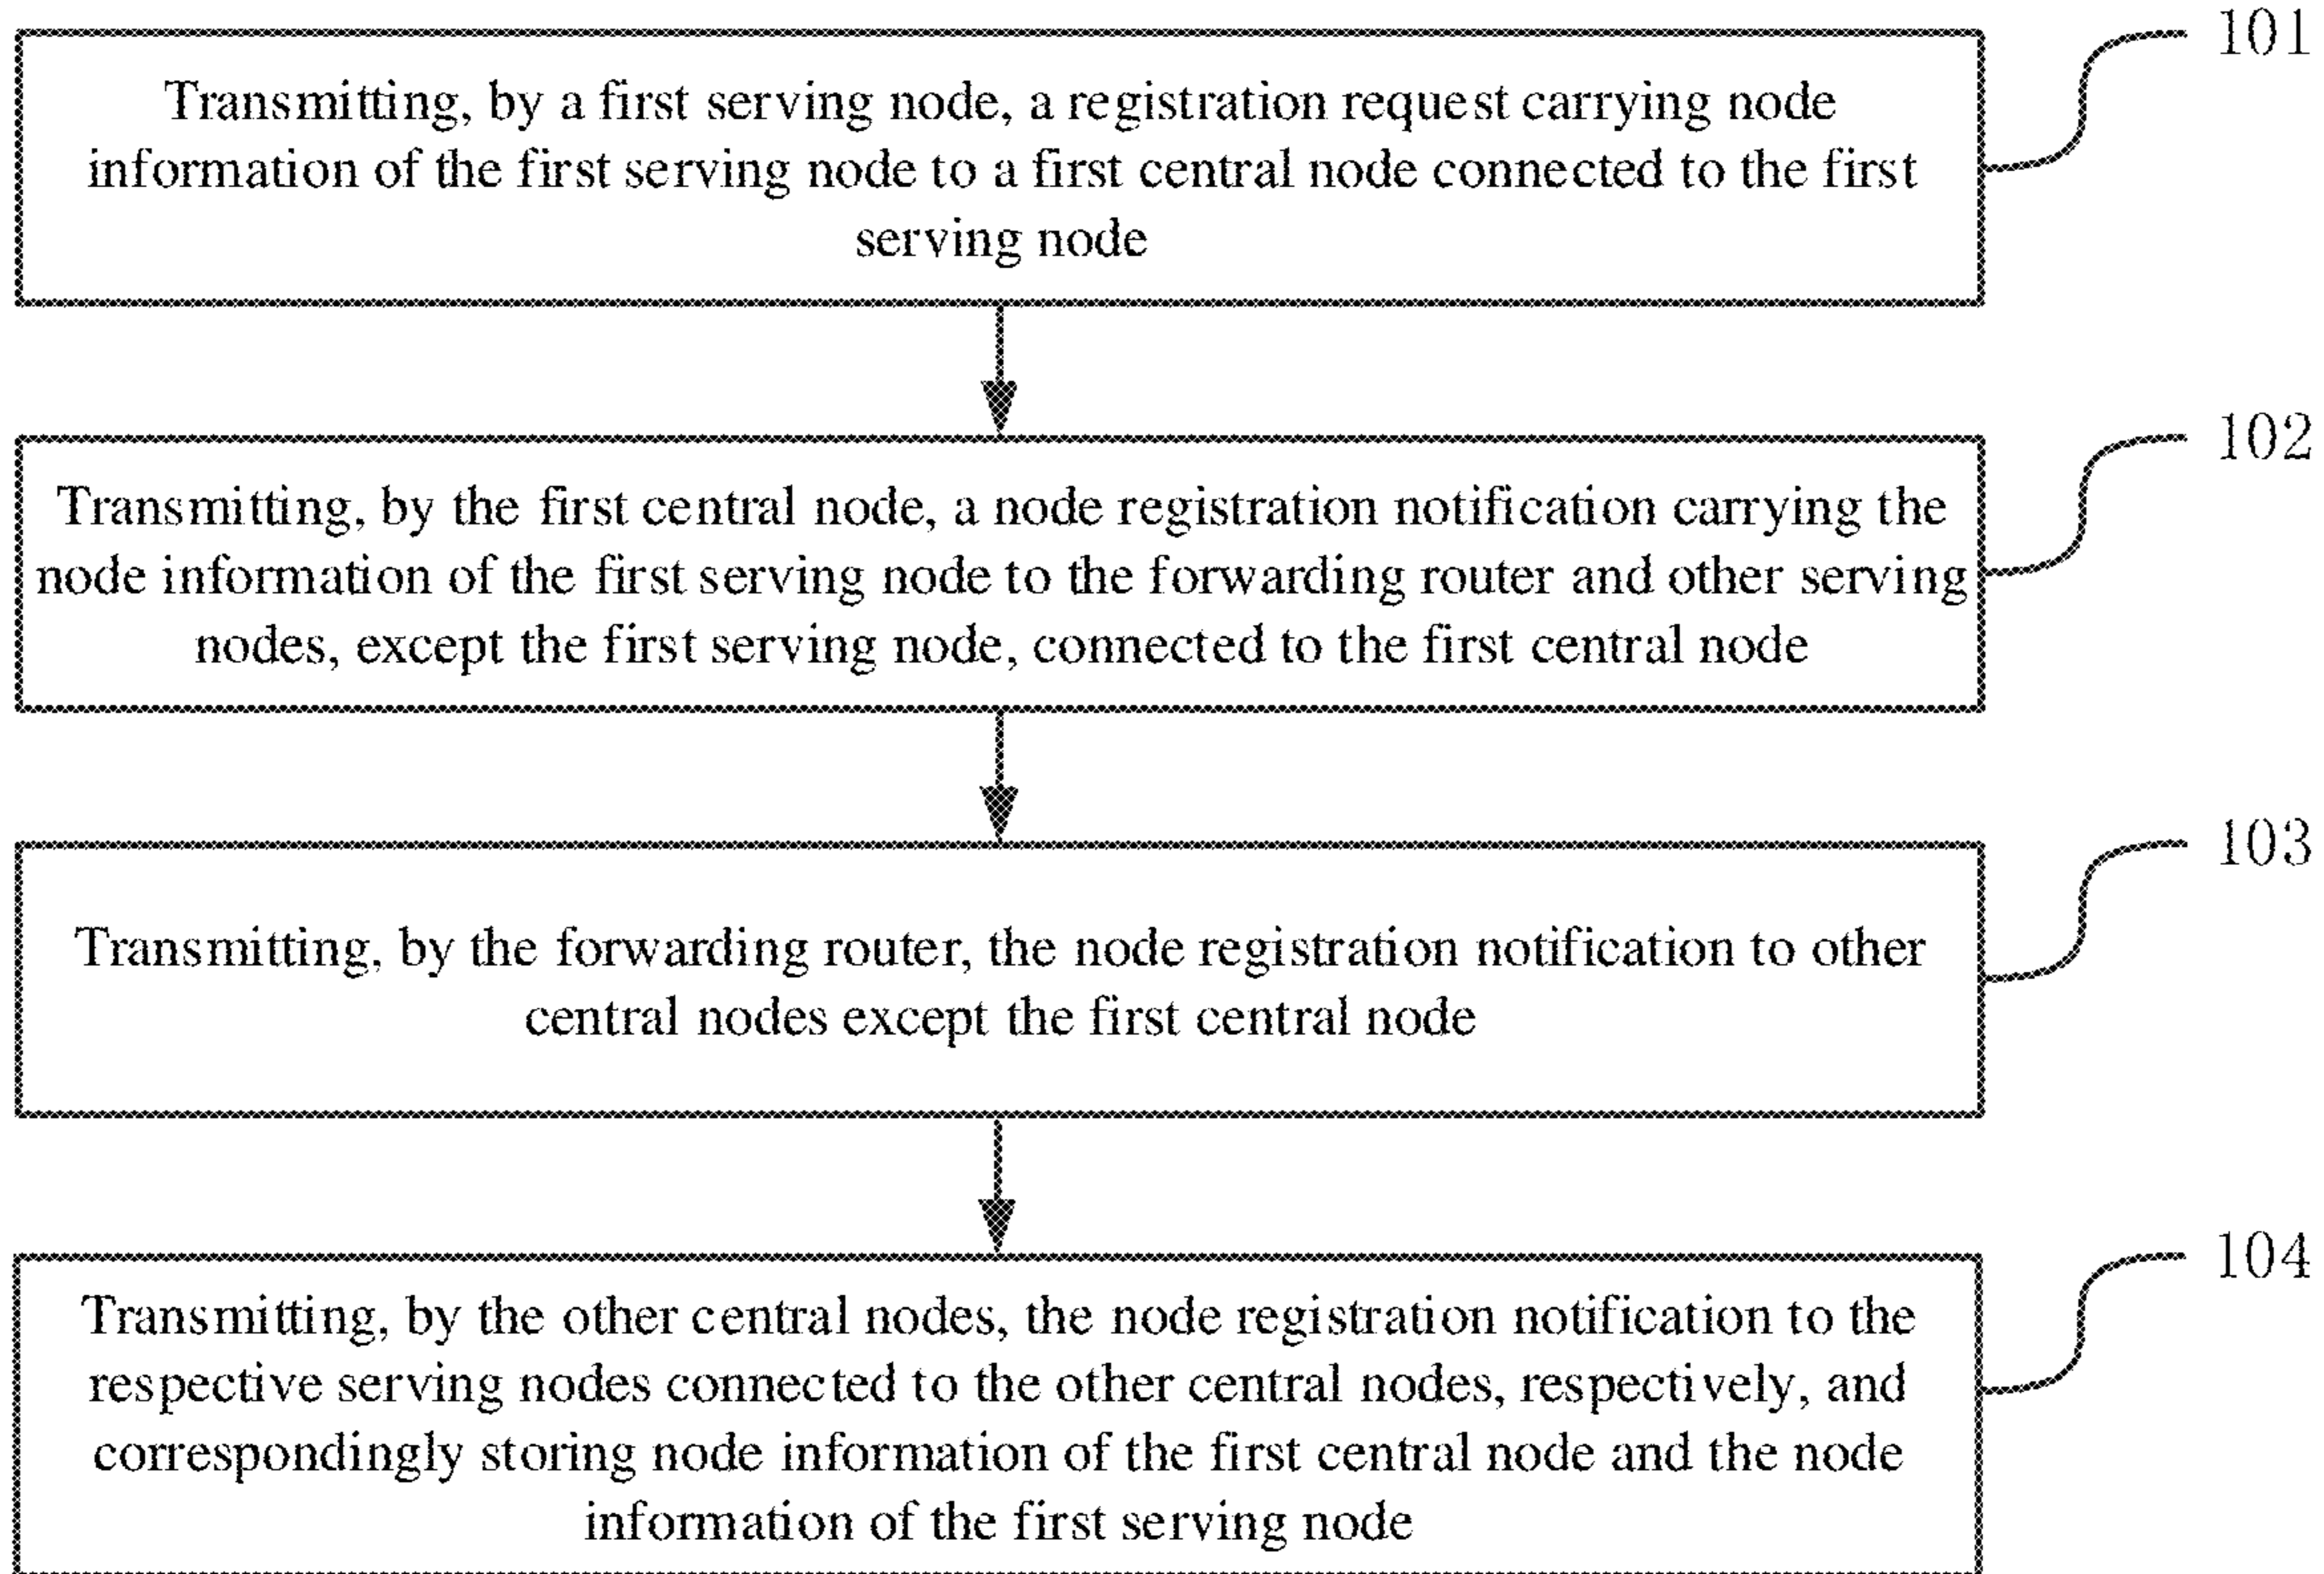 101
Transmitting, by a first serving node, a registration request carrying node
information of the first serving node to a first central node connected to the first
serving node
102
Transmitting, by the first central node, a node registration notification carrying the
node information of the first serving node to the forwarding router and other serving
nodes, except the first serving node, connected to the first central node
103
Transmitting, by the forwarding router, the node registration notification to other
central nodes except the first central node
104
Transmitting, by the other central nodes, the node registration notification to the
respective serving nodes connected to the other central nodes, respectively, and
correspondingly storing node information of the first central node and the node
information of the first serving node